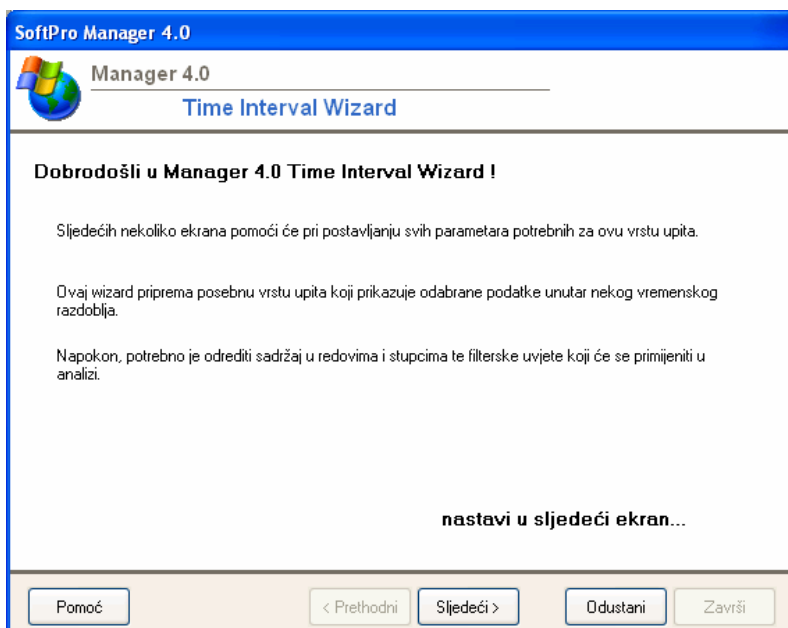 SoftPro Manager 4.0
Manager 4.0
Time Interval Wizard
Dobrodošli u Manager 4.0 Time Interval Wizard !
Sljedećih nekoliko ekrana pomoći će pri postavljanju svih parametara potrebnih za ovu vrstu upita.
Ovaj wizard priprema posebnu vrstu upita koji prikazuje odabrane podatke unutar nekog vremenskog
razdoblja.
Napokon, potrebno je odrediti sadržaj u redovima i stupcima te filterske uvjete koji će se primijeniti u
analizi.
nastavi u sljedeći ekran...
Pomoć < Prethodni Sljedeći > Odustani Završi